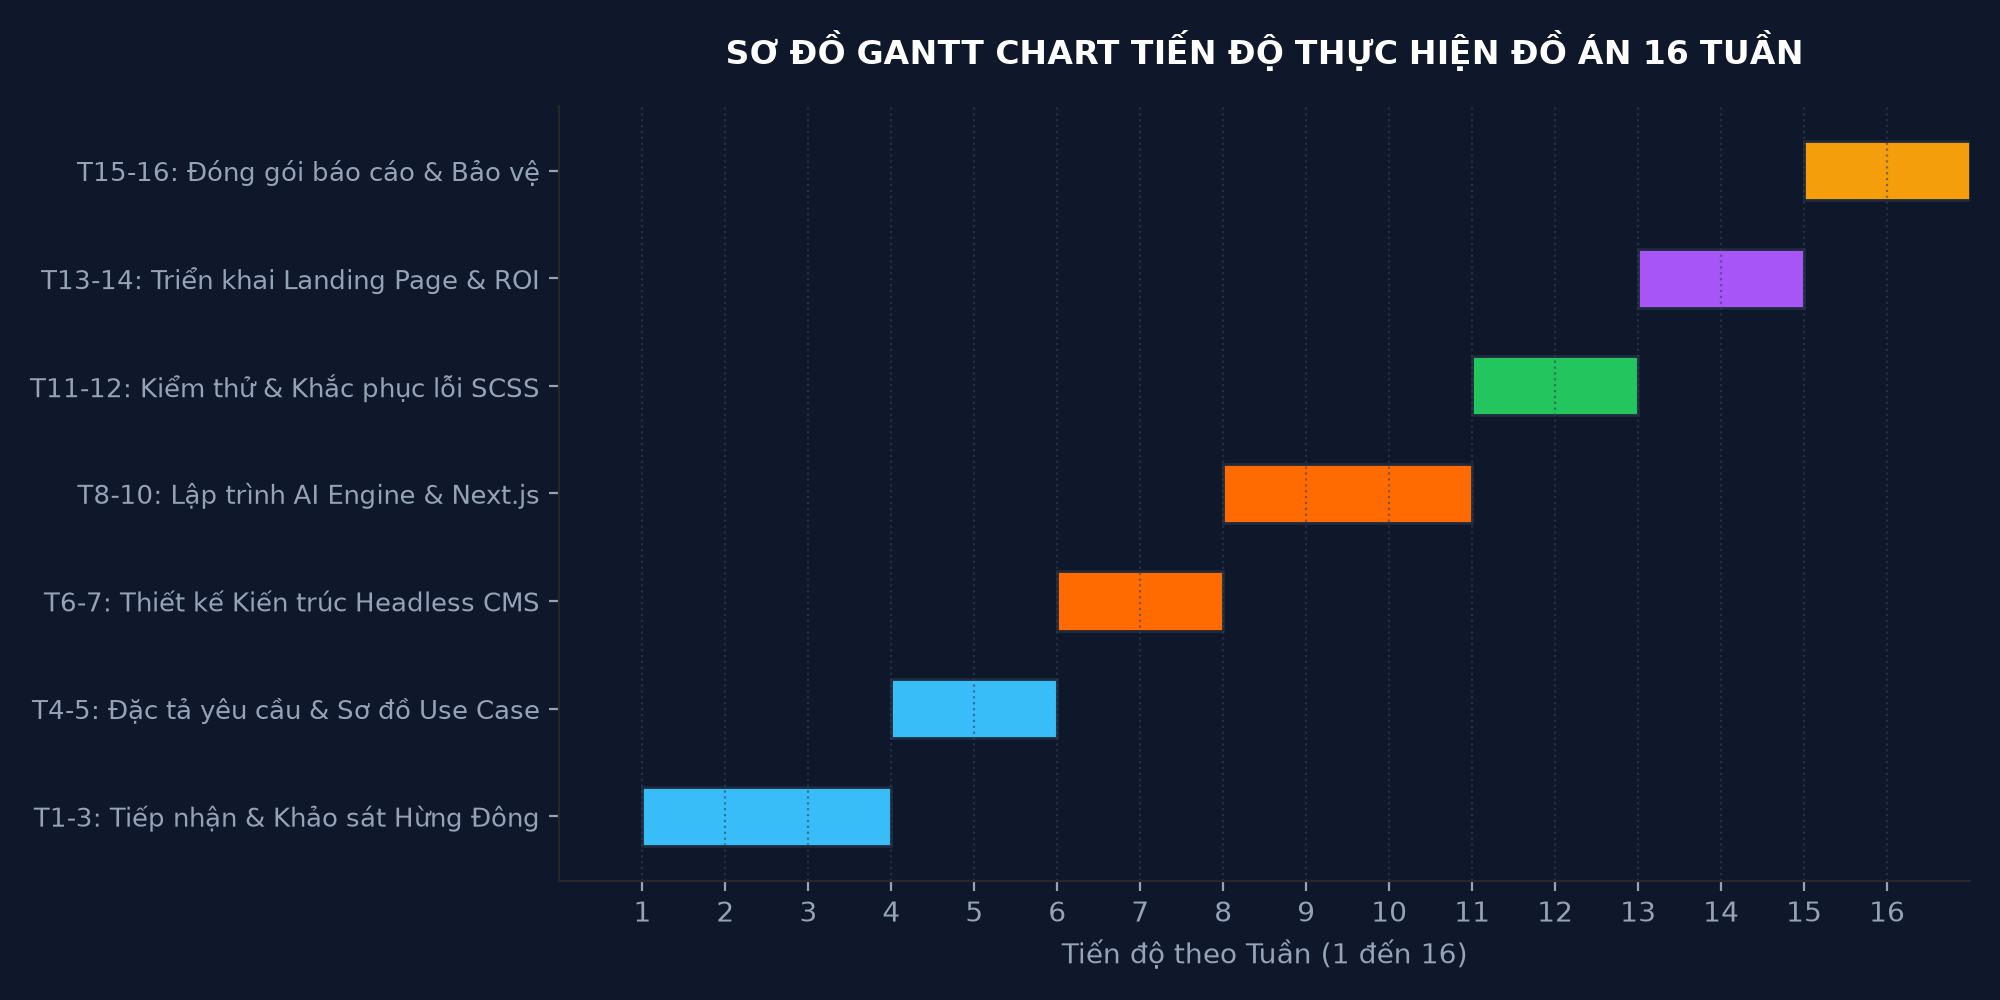 SƠ ĐỒ GANTT CHART TIẾN ĐỘ THỰC HIỆN ĐỒ ÁN 16 TUẦN
T15-16: Đóng gói báo cáo & Bảo vệ
T13-14: Triển khai Landing Page & ROI
T11-12: Kiểm thử & Khắc phục lỗi SCSS
T8-10: Lập trình AI Engine & Next.js
T6-7: Thiết kế Kiến trúc Headless CMS
T4-5: Đặc tả yêu cầu & Sơ đồ Use Case
T1-3: Tiếp nhận & Khảo sát Hừng Đông
1 2 3 4 5 6 7 8 9 10 11 12 13 14 15 16
Tiến độ theo Tuần (1 đến 16)